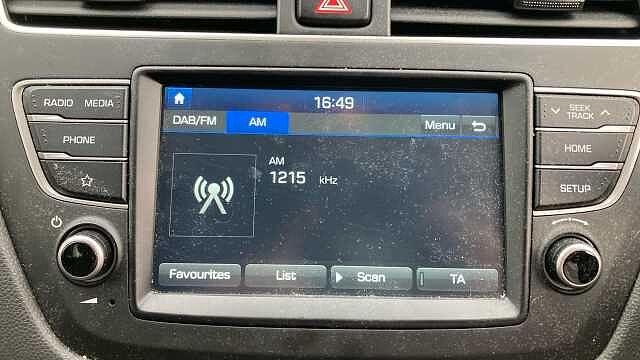 16:49
DAB/FM AM Menu
AM
1215 kHz
Favourites List Scan TA
RADIO MEDIA
PHONE
SEEK
TRACK
HOME
SETUP